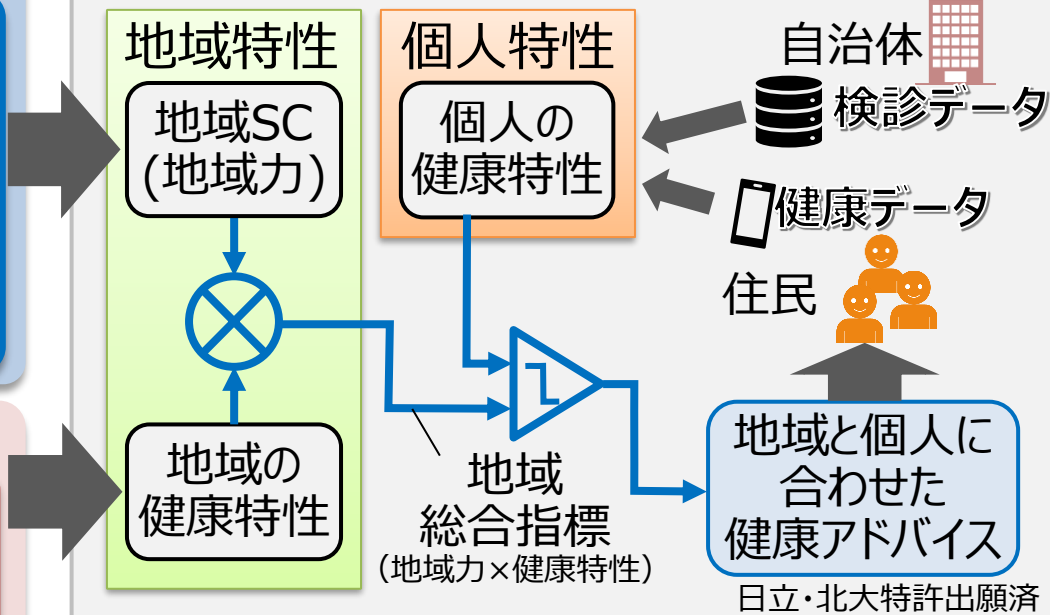 地域特性
地域SC
(地域力)
地域の
健康特性
個人特性
個人の
健康特性
自治体
検診データ
健康データ
住民
地域
総合指標
（地域力×健康特性）
地域と個人に
合わせた
健康アドバイス
日立・北大特許出願済